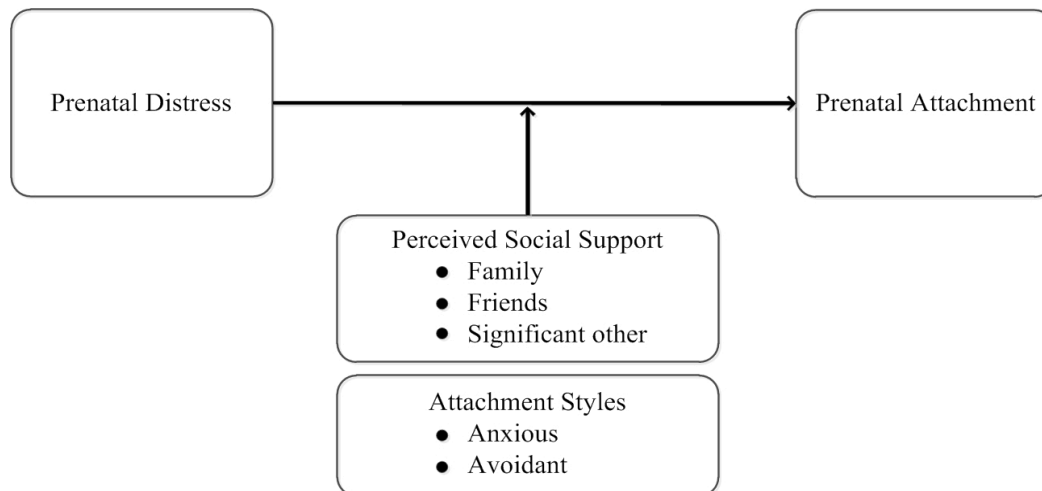 Prenatal Distress
Prenatal Attachment
Perceived Social Support
● Family
● Friends
● Significant other
Attachment Styles
● Anxious
● Avoidant